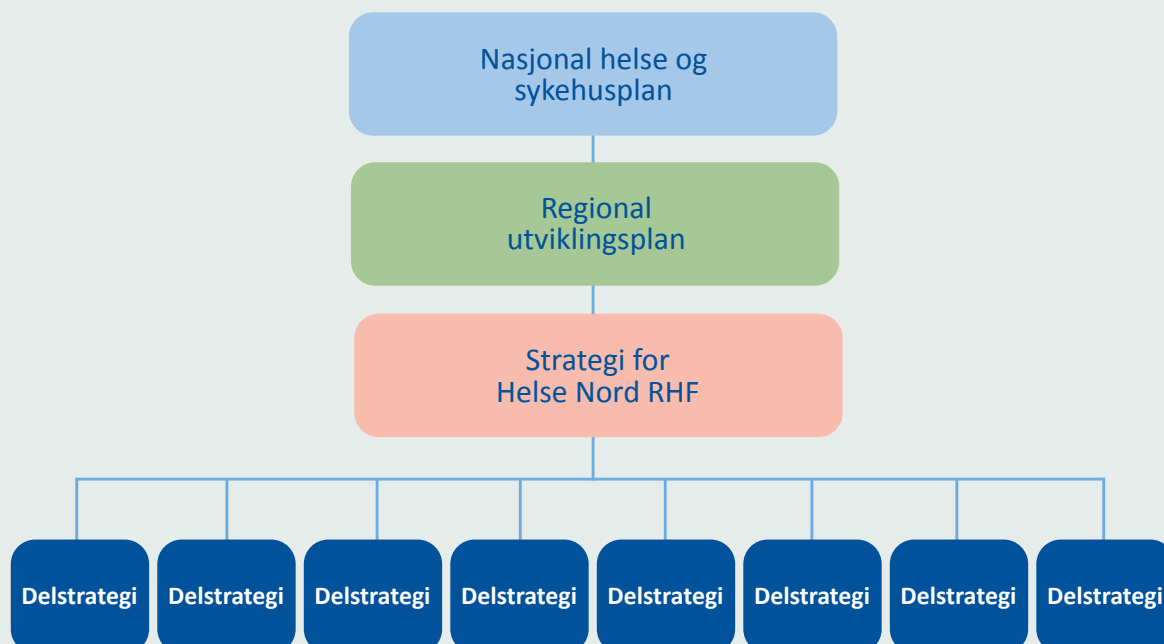 Nasjonal helse og
sykehusplan
Regional
utviklingsplan
Strategi for
Helse Nord RHF
Delstrategi
Delstrategi
Delstrategi
Delstrategi
Delstrategi
Delstrategi
Delstrategi
Delstrategi